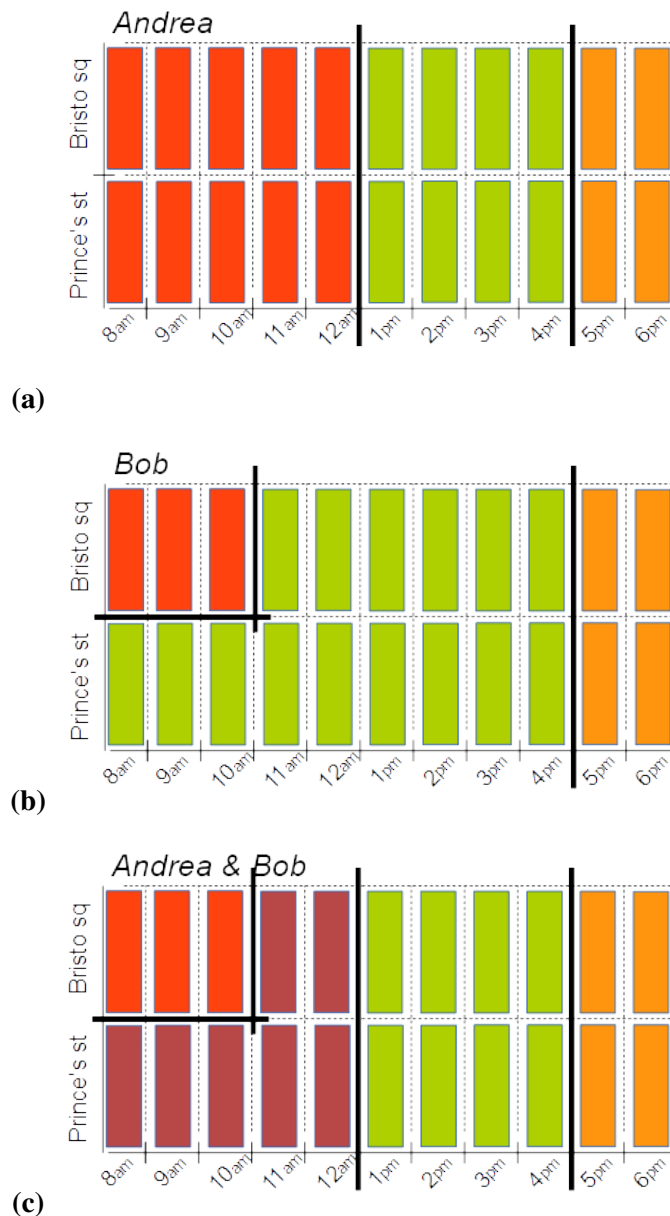 Andrea
Bristo sq
Prince's st
8am 9am 10am 11am 12am 1pm 2pm 3pm 4pm 5pm 6pm
(a)
Bob
Bristo sq
Prince's st
8am 9am 10am 11am 12am 1pm 2pm 3pm 4pm 5pm 6pm
(b)
Andrea & Bob
Bristo sq
Prince's st
8am 9am 10am 11am 12am 1pm 2pm 3pm 4pm 5pm 6pm
(c)